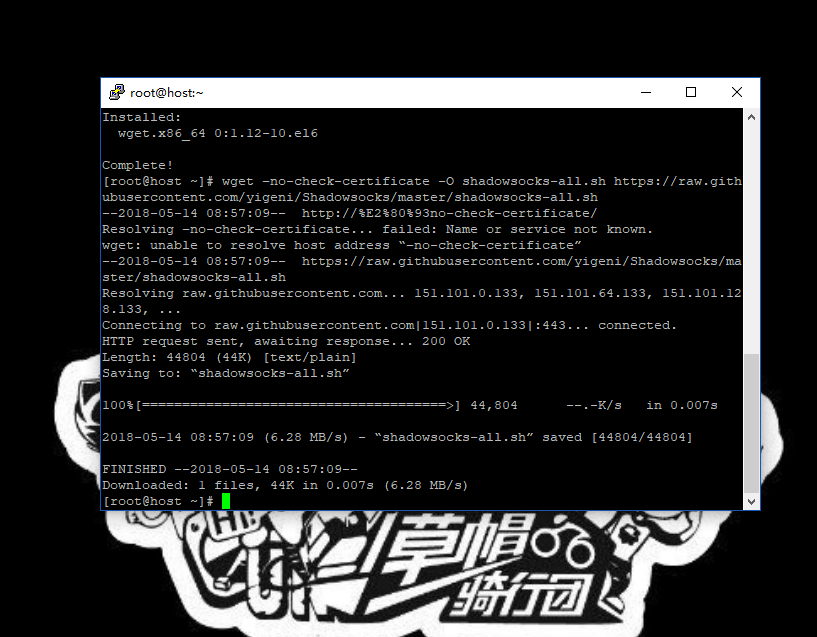 root@host:~
Installed:
wget.x86_64 0:1.12-10.el6
Complete!
[root@host ~]# wget –no-check-certificate -O shadowsocks-all.sh https://raw.gith
ubusercontent.com/yigeni/Shadowsocks/master/shadowsocks-all.sh
--2018-05-14 08:57:09--  http://%E2%80%93no-check-certificate/
Resolving –no-check-certificate... failed: Name or service not known.
wget: unable to resolve host address “–no-check-certificate”
--2018-05-14 08:57:09--  https://raw.githubusercontent.com/yigeni/Shadowsocks/ma
ster/shadowsocks-all.sh
Resolving raw.githubusercontent.com... 151.101.0.133, 151.101.64.133, 151.101.12
8.133, ...
Connecting to raw.githubusercontent.com|151.101.0.133|:443... connected.
HTTP request sent, awaiting response... 200 OK
Length: 44804 (44K) [text/plain]
Saving to: “shadowsocks-all.sh”
100%[======================================>] 44,804      --.-K/s   in 0.007s
2018-05-14 08:57:09 (6.28 MB/s) - “shadowsocks-all.sh” saved [44804/44804]
FINISHED --2018-05-14 08:57:09--
Downloaded: 1 files, 44K in 0.007s (6.28 MB/s)
[root@host ~]#
草帽
骑行团